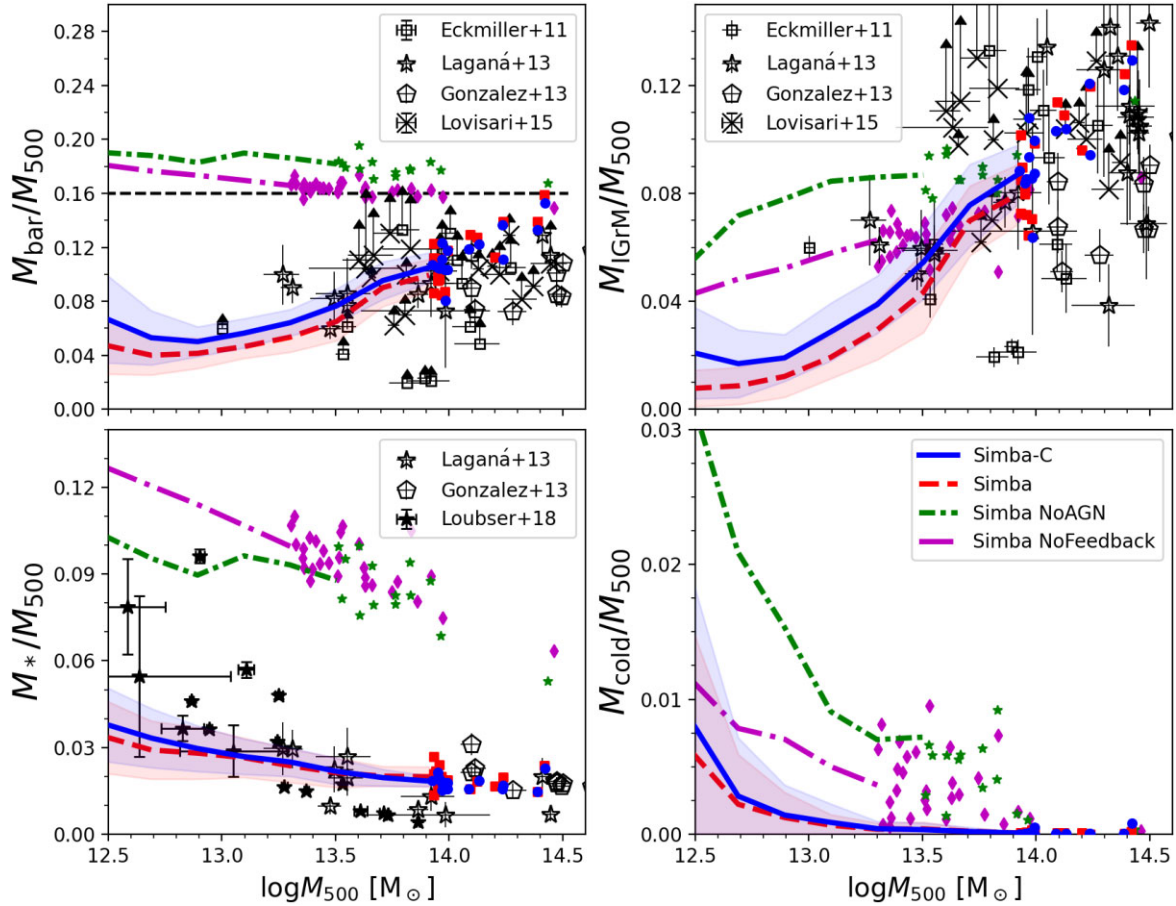 0.28
0.24
0.20
0.16
0.12
0.08
0.04
0.00
M_bar/M_500
Eckmiller+11
Laganá+13
Gonzalez+13
Lovisari+15
0.12
0.08
0.04
0.00
M_IGrM/M_500
Eckmiller+11
Laganá+13
Gonzalez+13
Lovisari+15
0.12
0.09
0.06
0.03
0.00
M_*/M_500
Laganá+13
Gonzalez+13
Loubser+18
12.5 13.0 13.5 14.0 14.5
logM_500 [M_⊙]
0.03
0.02
0.01
0.00
M_cold/M_500
Simba-C
Simba
Simba NoAGN
Simba NoFeedback
12.5 13.0 13.5 14.0 14.5
logM_500 [M_⊙]